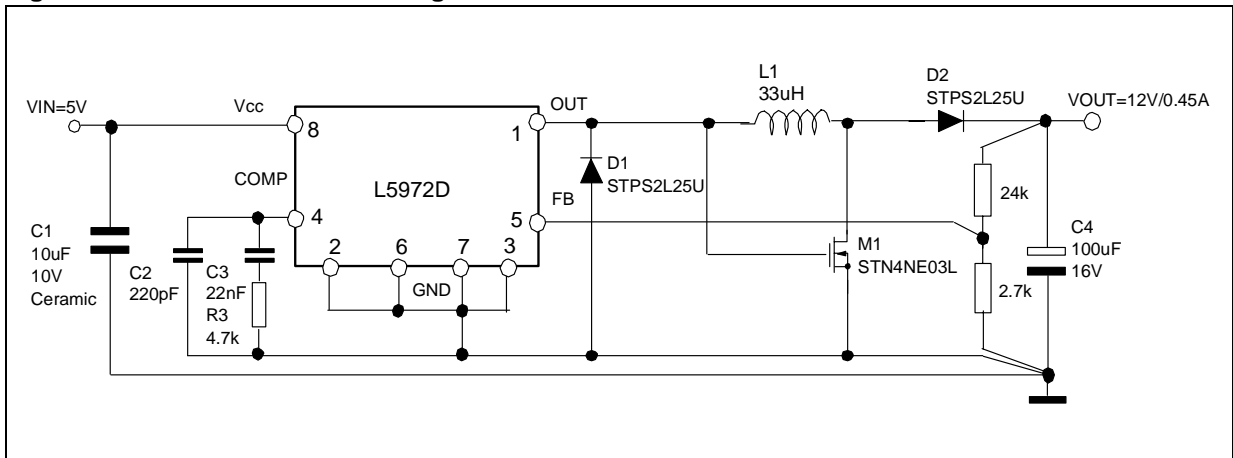 L1
33uH
D2
STPS2L25U
VOUT=12V/0.45A
VIN=5V
Vcc
OUT
8
1
D1
STPS2L25U
COMP
L5972D
FB
24k
4
5
C1
10uF
10V
Ceramic
C2
220pF
C3
22nF
R3
4.7k
2
6
7
3
GND
M1
STN4NE03L
C4
100uF
16V
2.7k